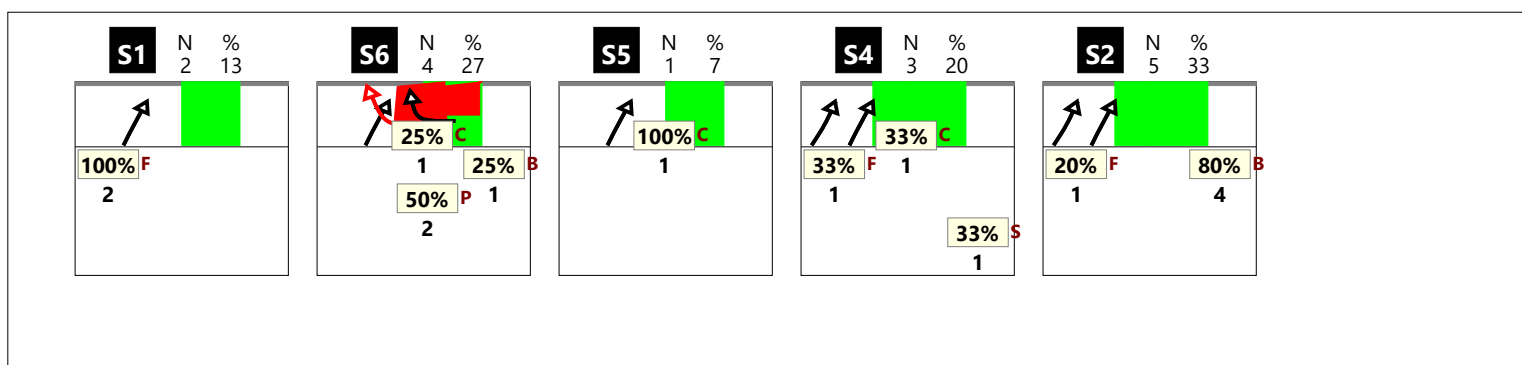 S1 N %
2 13
100% F
2
S6 N %
4 27
25% C
1
25% B
1
50% P
2
S5 N %
1 7
100% C
1
S4 N %
3 20
33% C
1
33% F
1
33% S
1
S2 N %
5 33
20% F
1
80% B
4